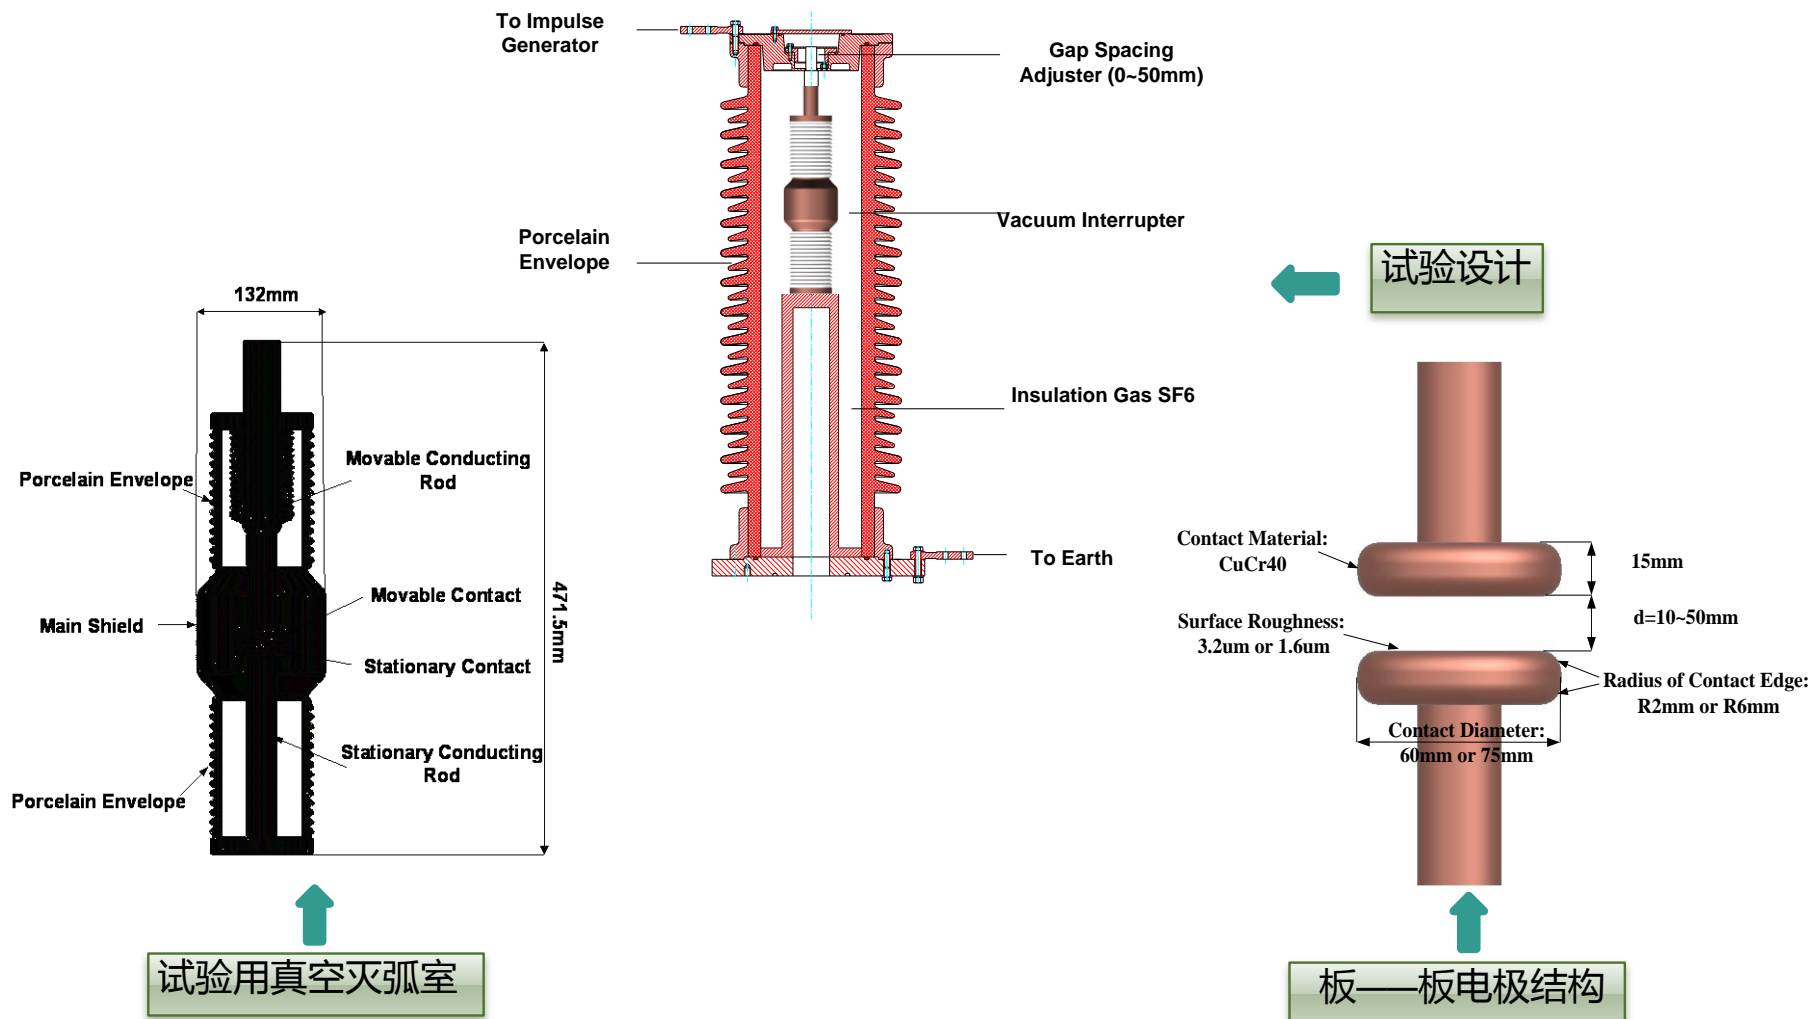 To Impulse
Generator
Gap Spacing
Adjuster (0~50mm)
Vacuum Interrupter
Porcelain
Envelope
Insulation Gas SF6
To Earth
132mm
471.5mm
Porcelain Envelope
Movable Conducting
Rod
Movable Contact
Main Shield
Stationary Contact
Stationary Conducting
Rod
Porcelain Envelope
试验用真空灭弧室
试验设计
Contact Material:
CuCr40
15mm
d=10~50mm
Surface Roughness:
3.2um or 1.6um
Radius of Contact Edge:
R2mm or R6mm
Contact Diameter:
60mm or 75mm
板——板电极结构